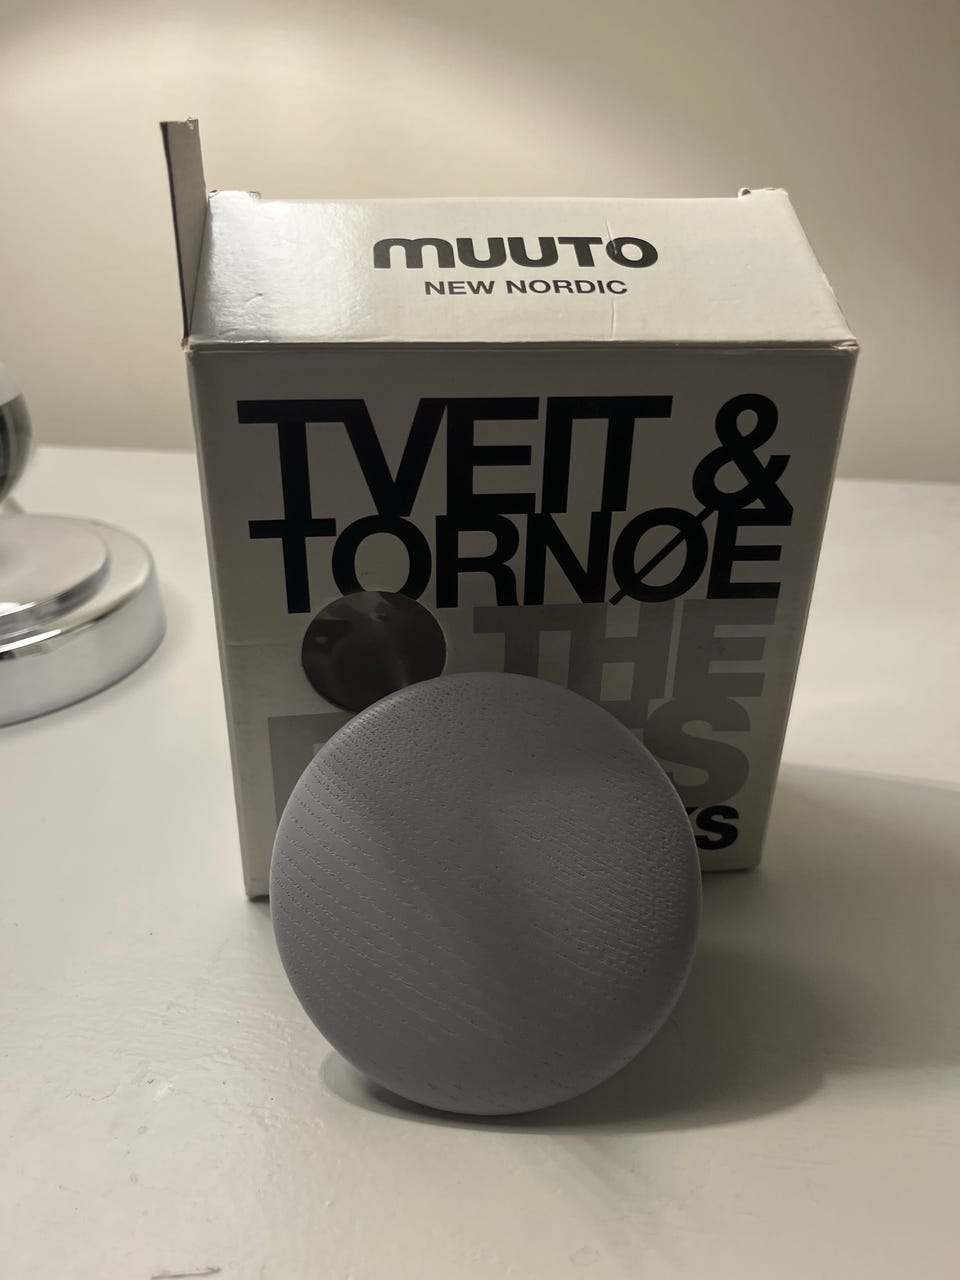 muuto
NEW NORDIC
TVEIT &
TORNØE
THE